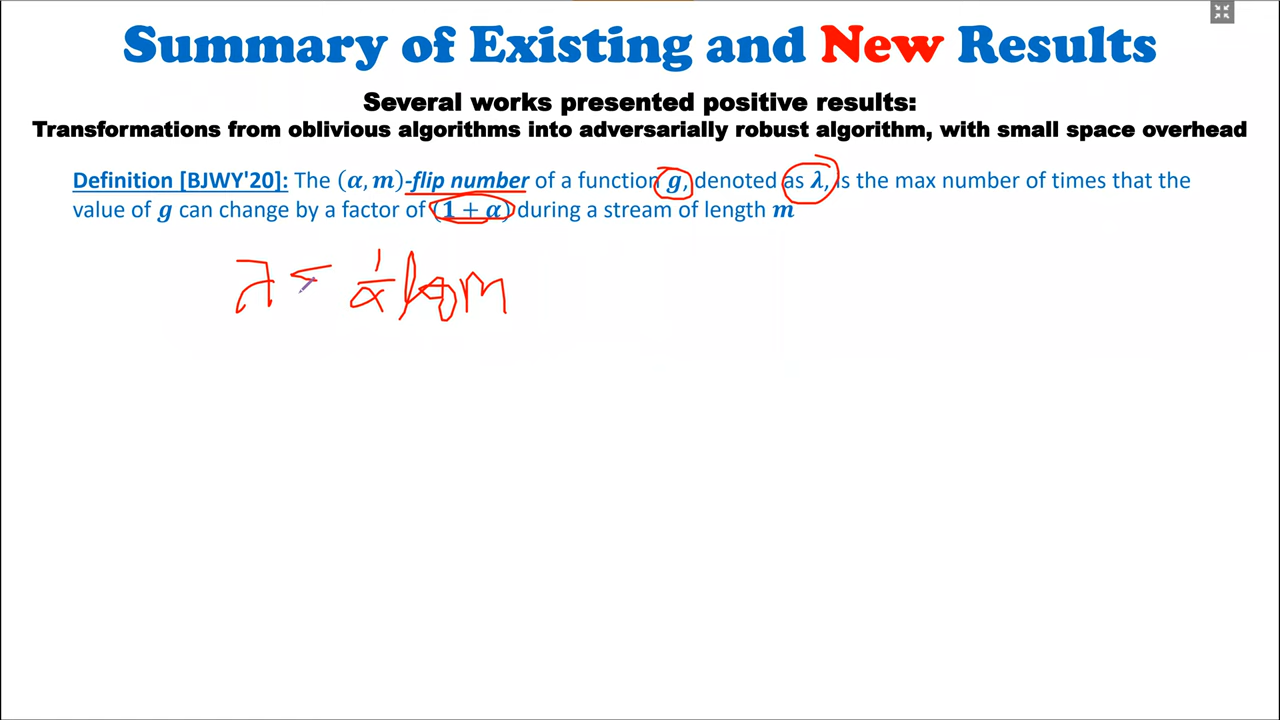 Summary of Existing and New Results
Several works presented positive results:
Transformations from oblivious algorithms into adversarially robust algorithm, with small space overhead
Definition [BJWY'20]: The (α, m)-flip number of a function g, denoted as λ, is the max number of times that the
value of g can change by a factor of (1 + α) during a stream of length m
λ = 1/α log m